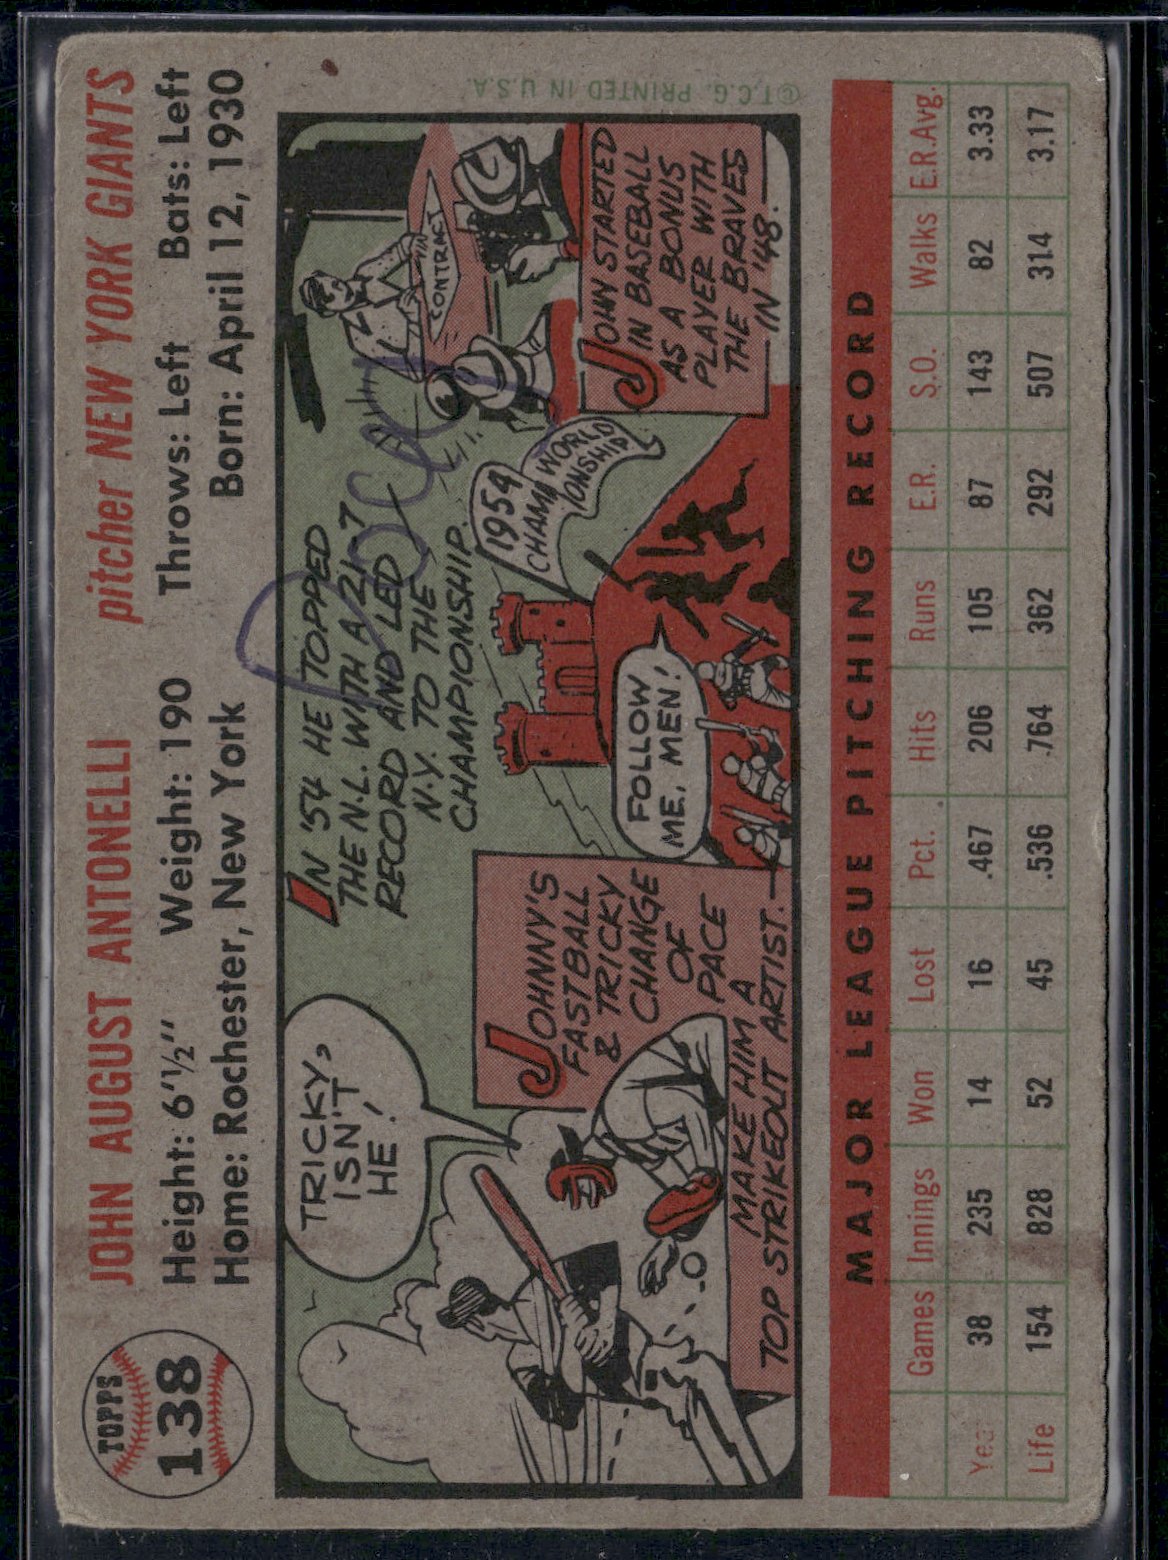 TOPPS
138
JOHN AUGUST ANTONELLI pitcher NEW YORK GIANTS
Height: 6'1½" Weight: 190 Throws: Left Bats: Left
Home: Rochester, New York Born: April 12, 1930
TRICKY,
ISN'T
HE!
JOHNNY'S
FASTBALL
& TRICKY
CHANGE
OF
PACE
MAKE HIM A
TOP STRIKEOUT ARTIST.
IN '54 HE TOPPED
THE N.L. WITH A 21-7
RECORD AND LED
N.Y. TO THE
CHAMPIONSHIP.
1954
WORLD
CHAMPIONSHIP
FOLLOW
ME, MEN!
CONTRACT
JOHN STARTED
IN BASEBALL
AS A BONUS
PLAYER WITH
THE BRAVES
IN '48.
©T.C.G. PRINTED IN U.S.A.
MAJOR LEAGUE PITCHING RECORD
Games Innings Won Lost Pct. Hits Runs E.R. S.O. Walks E.R.Avg.
Year 38 235 14 16 .467 206 105 87 143 82 3.33
Life 154 828 52 45 .536 .764 362 292 507 314 3.17